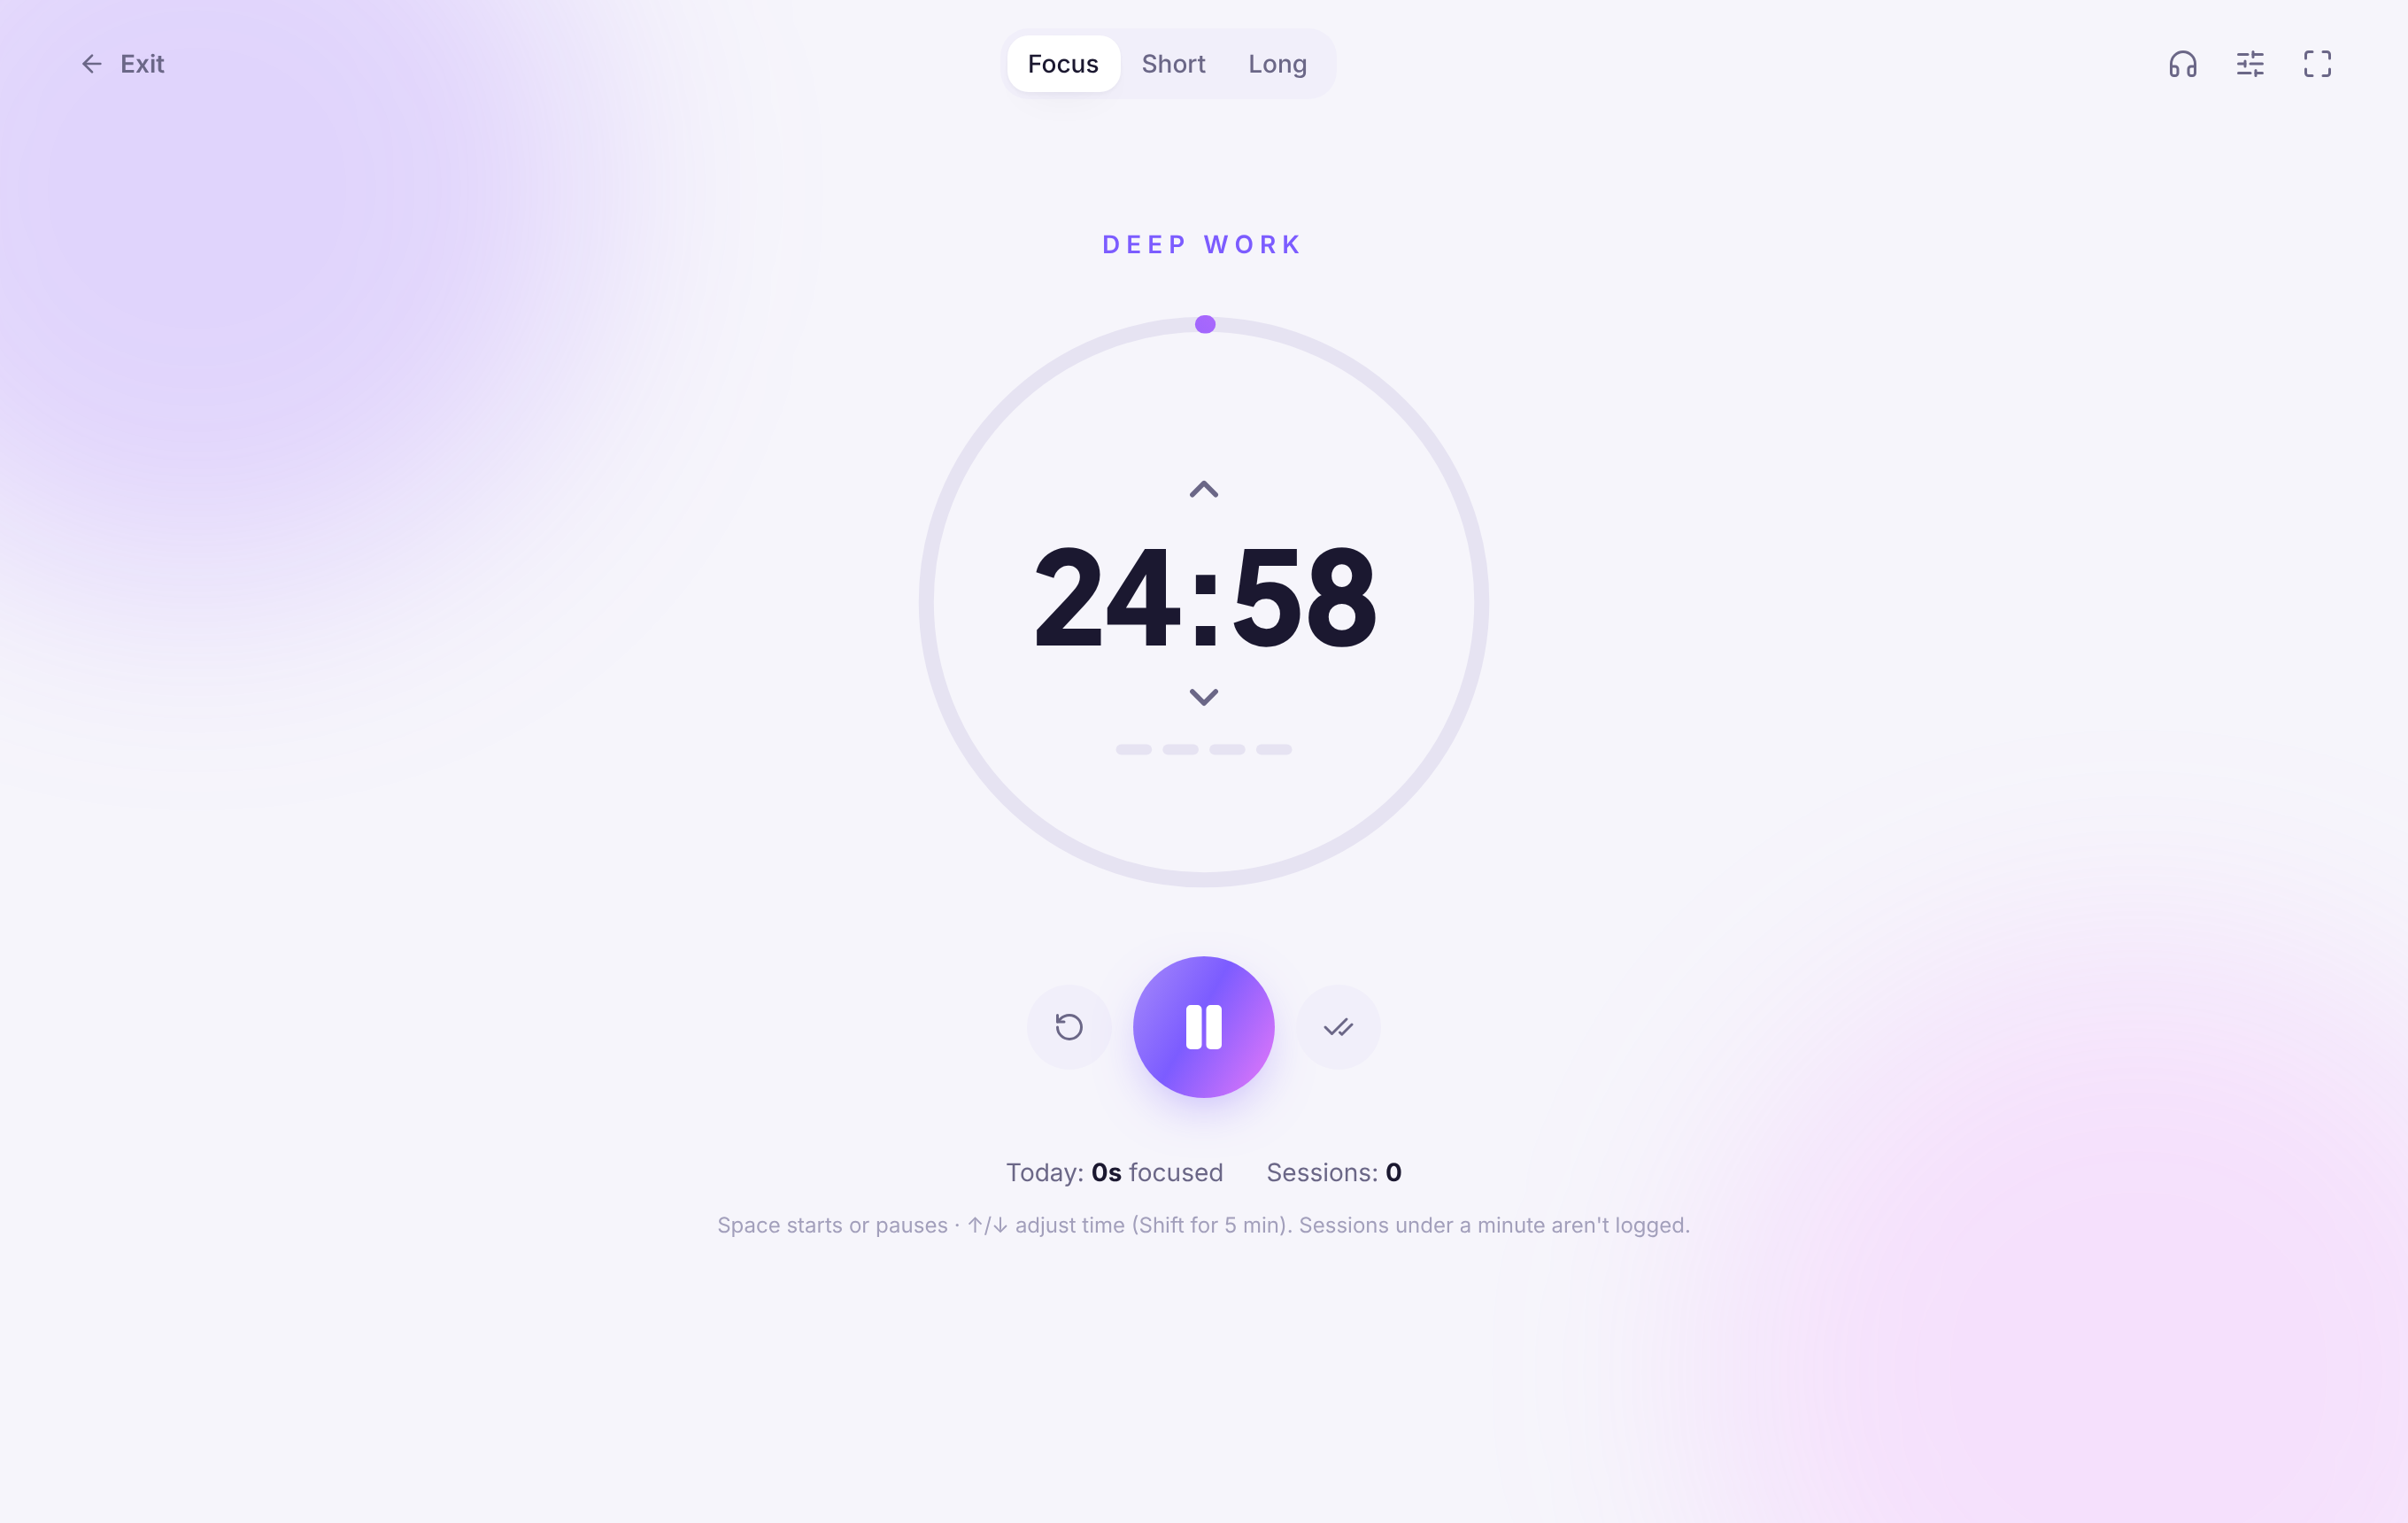 Exit
Focus Short Long
DEEP WORK
24:58
Today: 0s focused Sessions: 0
Space starts or pauses · ↑/↓ adjust time (Shift for 5 min). Sessions under a minute aren't logged.